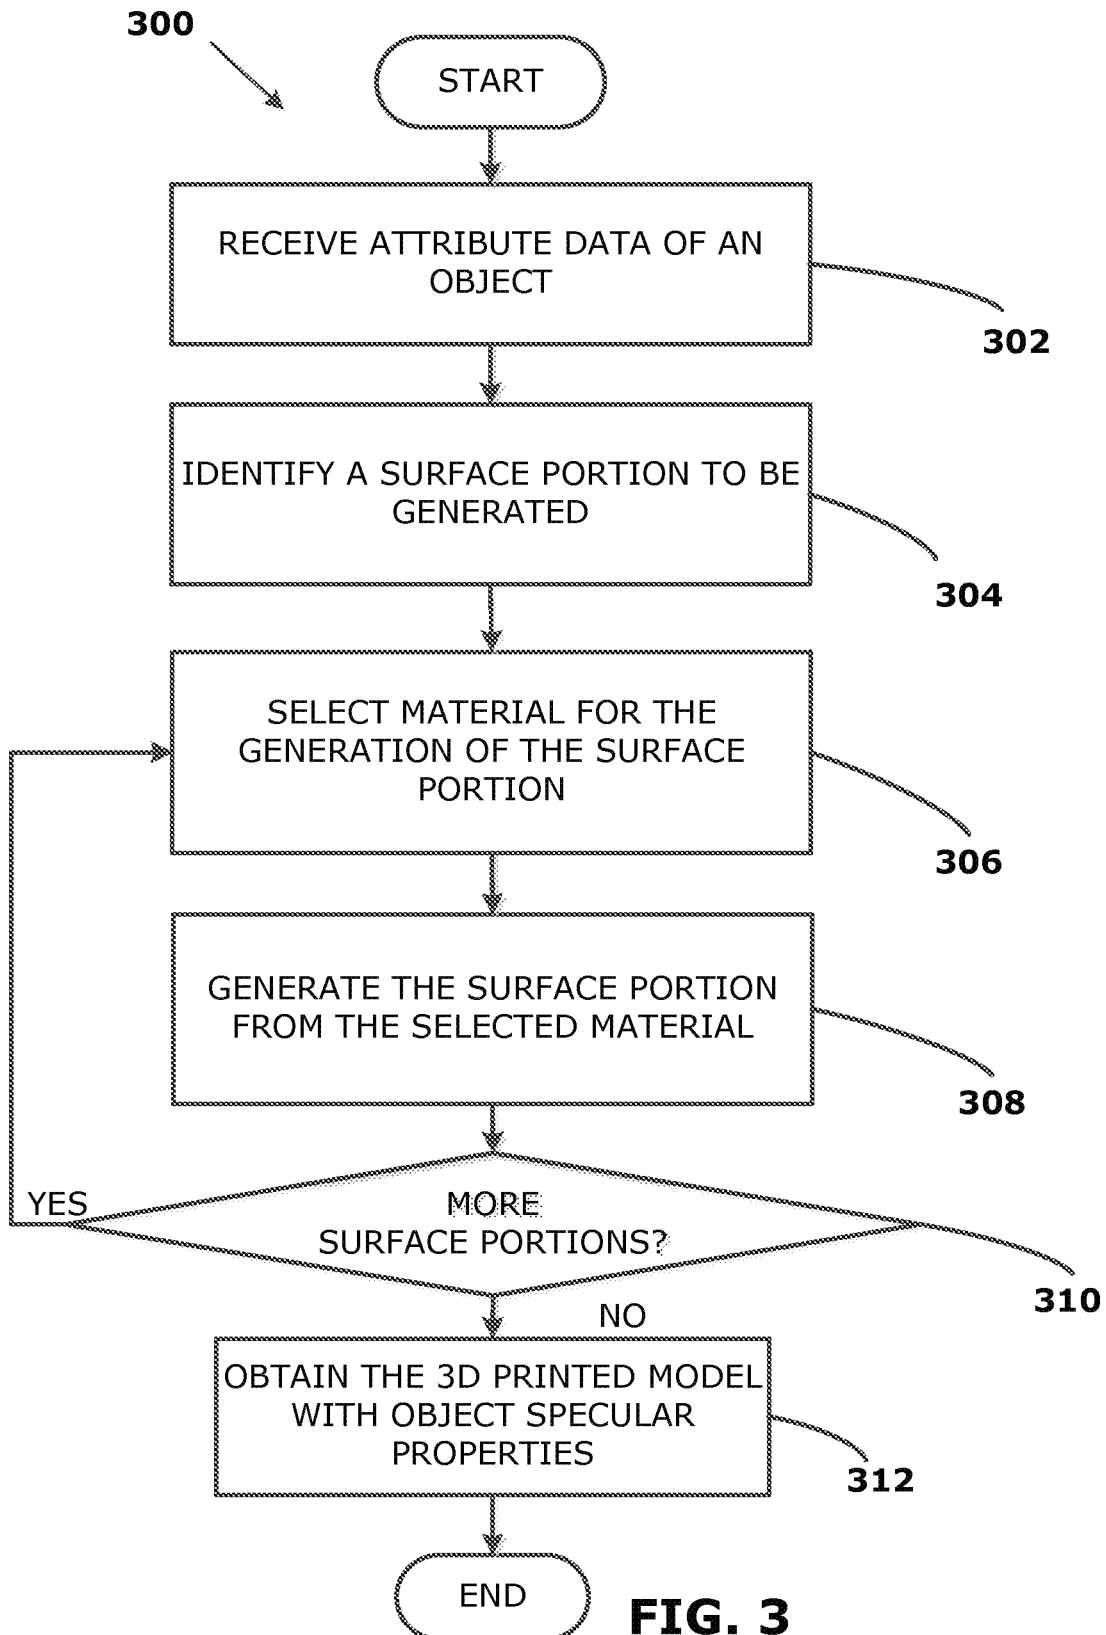 300
START
RECEIVE ATTRIBUTE DATA OF AN
OBJECT
302
IDENTIFY A SURFACE PORTION TO BE
GENERATED
304
SELECT MATERIAL FOR THE
GENERATION OF THE SURFACE
PORTION
306
GENERATE THE SURFACE PORTION
FROM THE SELECTED MATERIAL
308
YES
MORE
SURFACE PORTIONS?
310
NO
OBTAIN THE 3D PRINTED MODEL
WITH OBJECT SPECULAR
PROPERTIES
312
END
FIG. 3